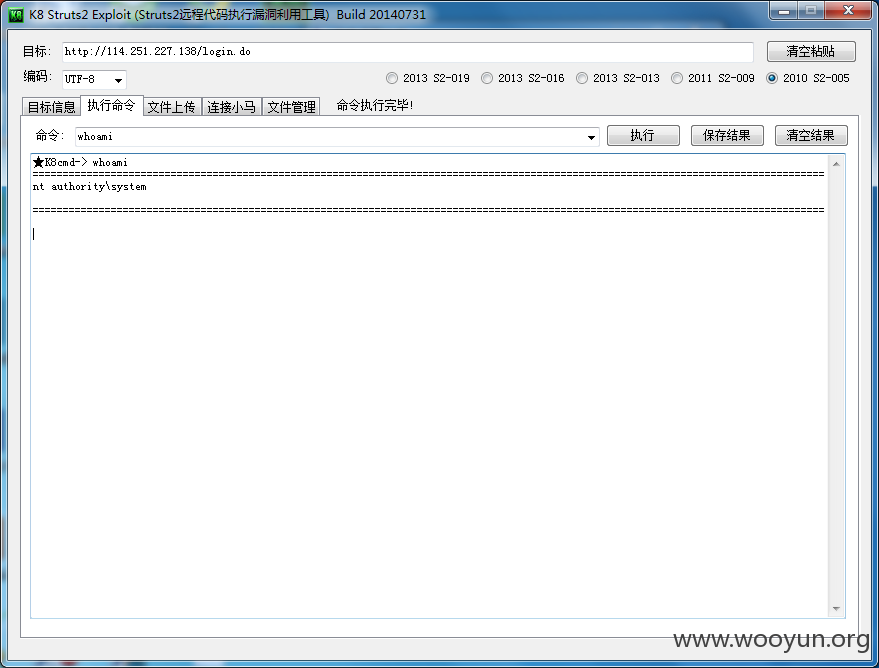 K8 K8 Struts2 Exploit (Struts2远程代码执行漏洞利用工具) Build 20140731
目标: http://114.251.227.138/login.do 清空粘贴
编码: UTF-8 2013 S2-019 2013 S2-016 2013 S2-013 2011 S2-009 2010 S2-005
目标信息 执行命令 文件上传 连接小马 文件管理 命令执行完毕!
命令: whoami 执行 保存结果 清空结果
★K8cmd-> whoami
nt authority\system
www.wooyun.org